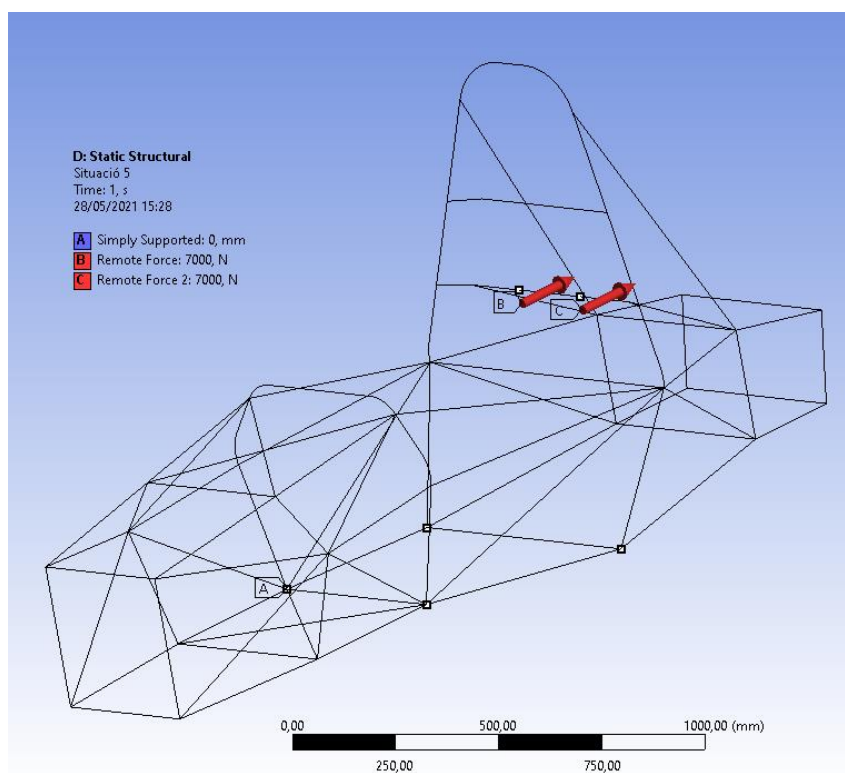 D: Static Structural
Situació 5
Time: 1, s
28/05/2021 15:28
A Simply Supported: 0, mm
B Remote Force: 7000, N
C Remote Force 2: 7000, N
B
C
A
0,00 500,00 1000,00 (mm)
250,00 750,00